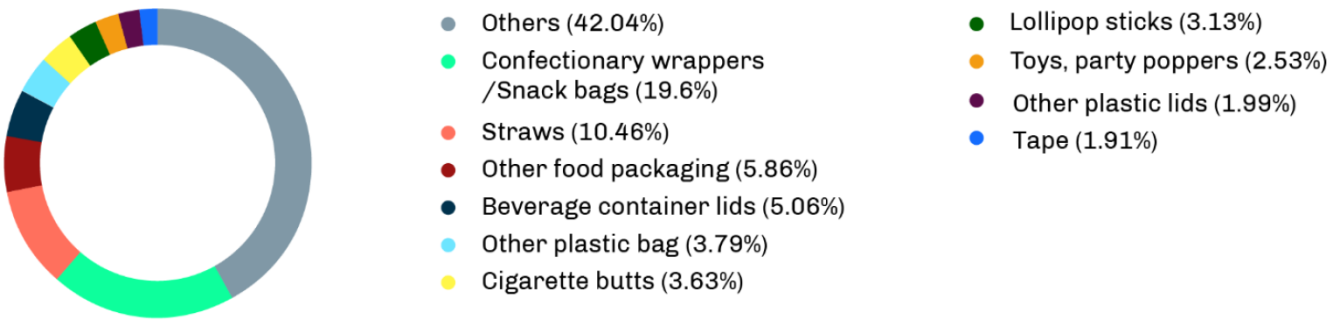 Others (42.04%)
Confectionary wrappers
/Snack bags (19.6%)
Straws (10.46%)
Other food packaging (5.86%)
Beverage container lids (5.06%)
Other plastic bag (3.79%)
Cigarette butts (3.63%)
Lollipop sticks (3.13%)
Toys, party poppers (2.53%)
Other plastic lids (1.99%)
Tape (1.91%)